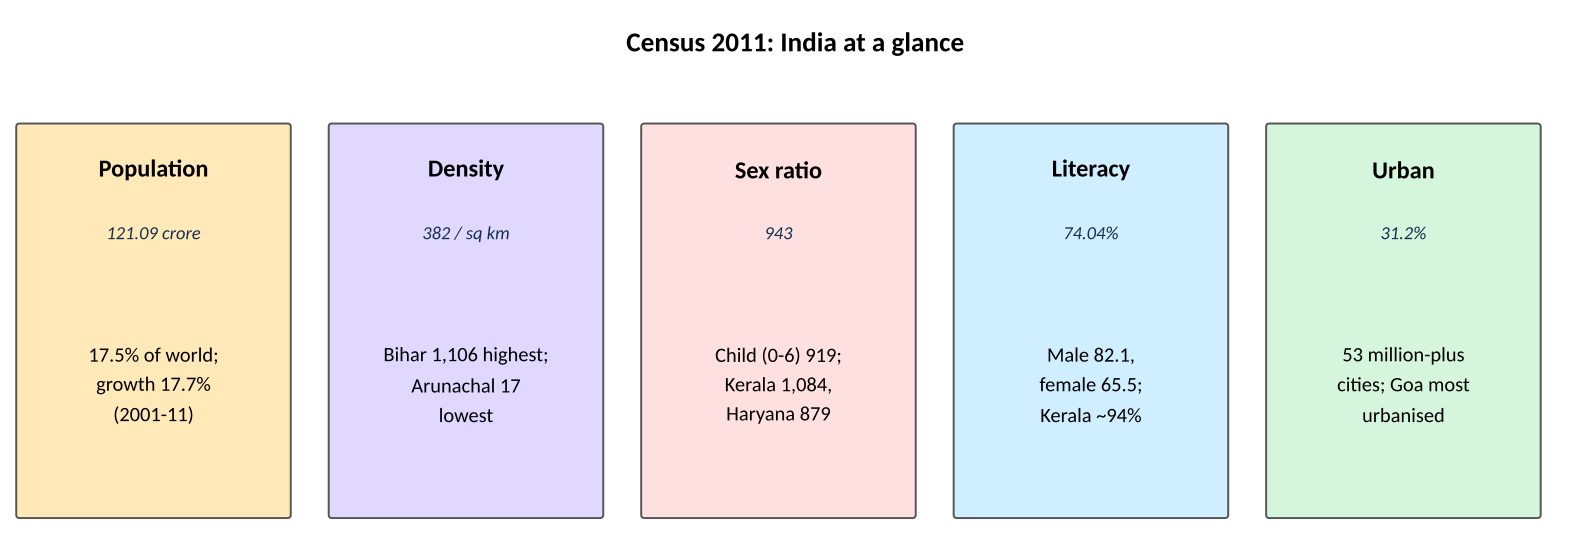 Census 2011: India at a glance
Population
121.09 crore
17.5% of world;
growth 17.7%
(2001-11)
Density
382 / sq km
Bihar 1,106 highest;
Arunachal 17
lowest
Sex ratio
943
Child (0-6) 919;
Kerala 1,084,
Haryana 879
Literacy
74.04%
Male 82.1,
female 65.5;
Kerala ~94%
Urban
31.2%
53 million-plus
cities; Goa most
urbanised